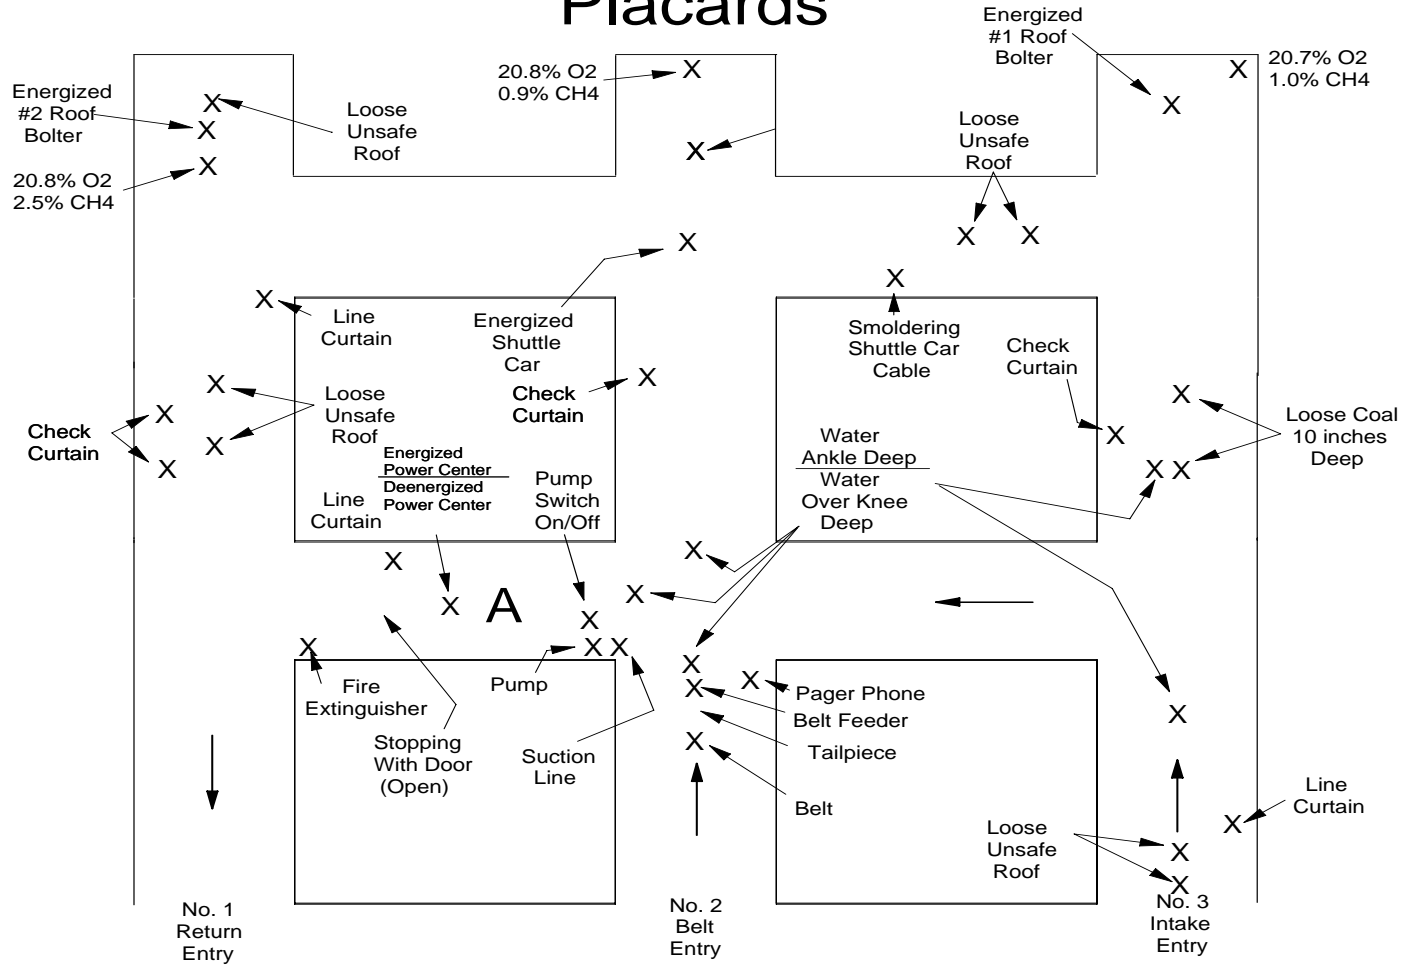 Placards
Energized
#1 Roof
Bolter
20.8% O2
0.9% CH4
X
X
20.7% O2
1.0% CH4
Energized
#2 Roof
Bolter
X
X
Loose
Unsafe
Roof
X
Loose
Unsafe
Roof
X
X
20.8% O2
2.5% CH4
X
X
X
X
X
Line
Curtain
Energized
Shuttle
Car
Smoldering
Shuttle Car
Cable
Check
Curtain
X
Loose
Unsafe
Roof
Check
Curtain
X
X
Check
Curtain
X
X
X
Loose Coal
10 inches
Deep
X
X
X
Water
Ankle Deep
Water
Over Knee
Deep
Energized
Power Center
Deenergized
Power Center
Line
Curtain
Pump
Switch
On/Off
X
X
X
A
X
X
X
X
X
X
Pump
Fire
Extinguisher
X
X
X
Pager Phone
Belt Feeder
Tailpiece
X
Stopping
With Door
(Open)
Suction
Line
X
Belt
Line
Curtain
X
Loose
Unsafe
Roof
X
X
No. 1
Return
Entry
No. 2
Belt
Entry
No. 3
Intake
Entry